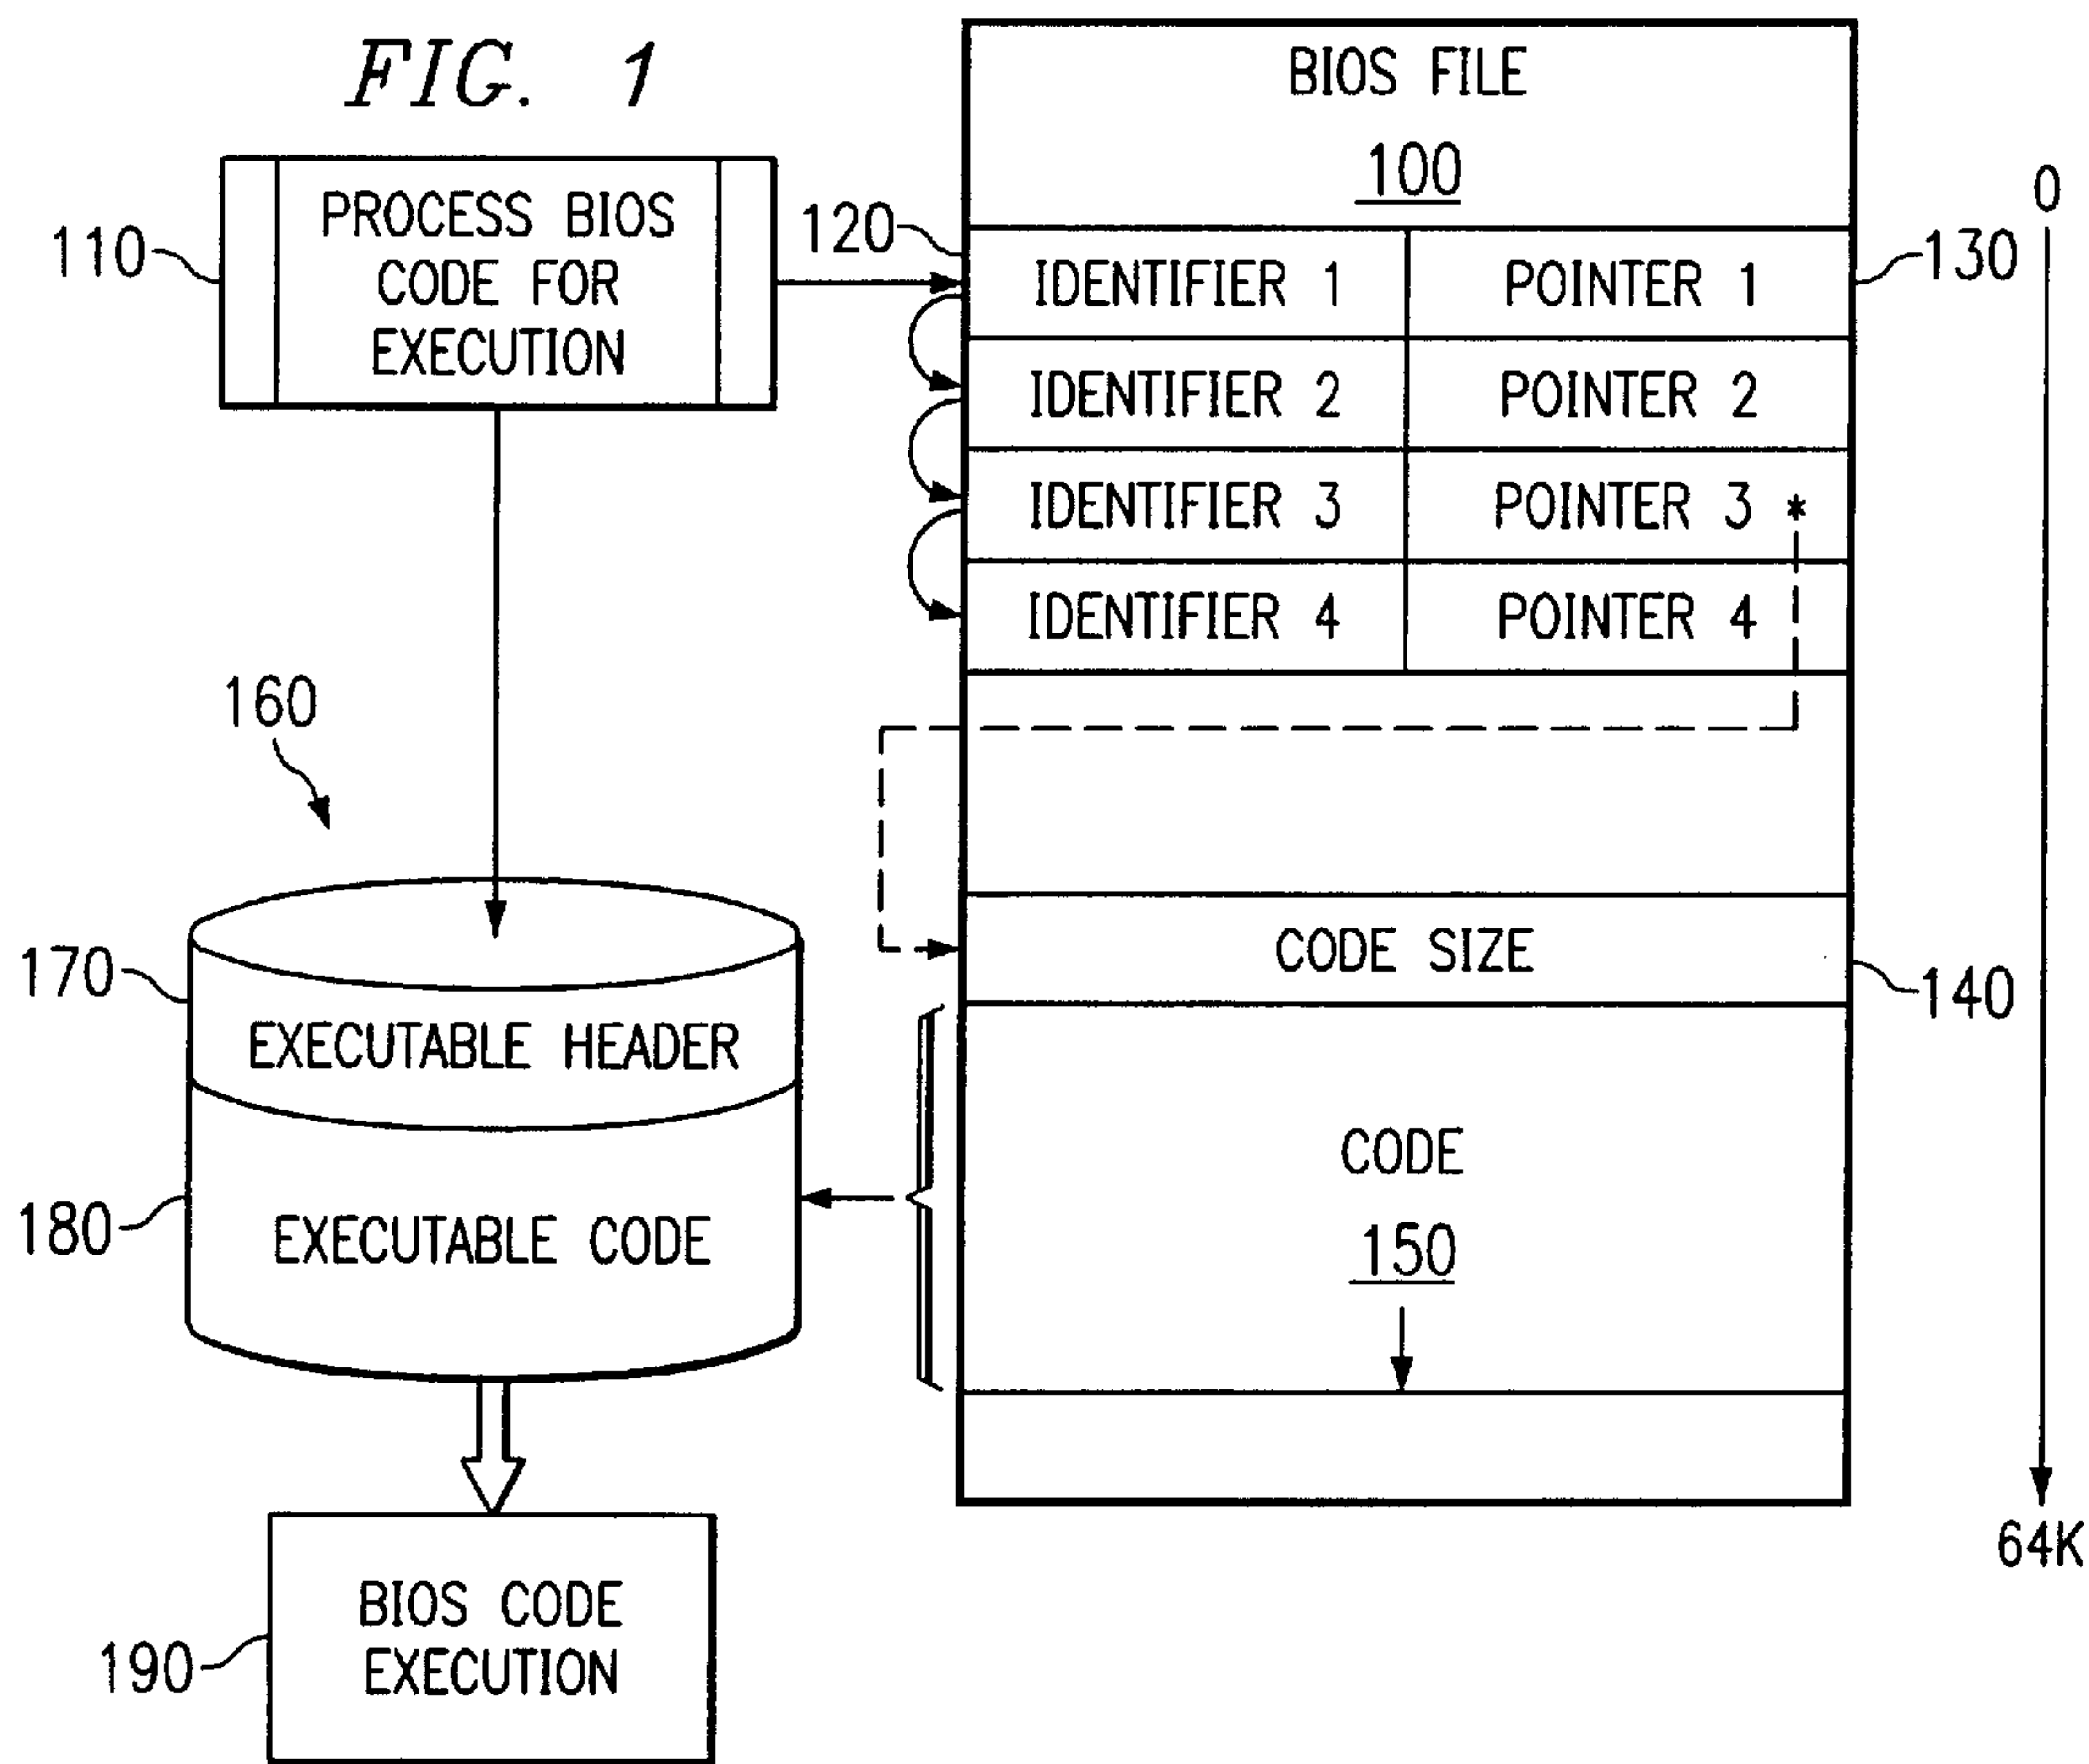 FIG. 1
BIOS FILE
100
0
PROCESS BIOS
CODE FOR
EXECUTION
110
120
130
IDENTIFIER 1
POINTER 1
IDENTIFIER 2
POINTER 2
IDENTIFIER 3
POINTER 3 *
IDENTIFIER 4
POINTER 4
160
CODE SIZE
140
170
EXECUTABLE HEADER
180
EXECUTABLE CODE
CODE
150
64K
BIOS CODE
EXECUTION
190